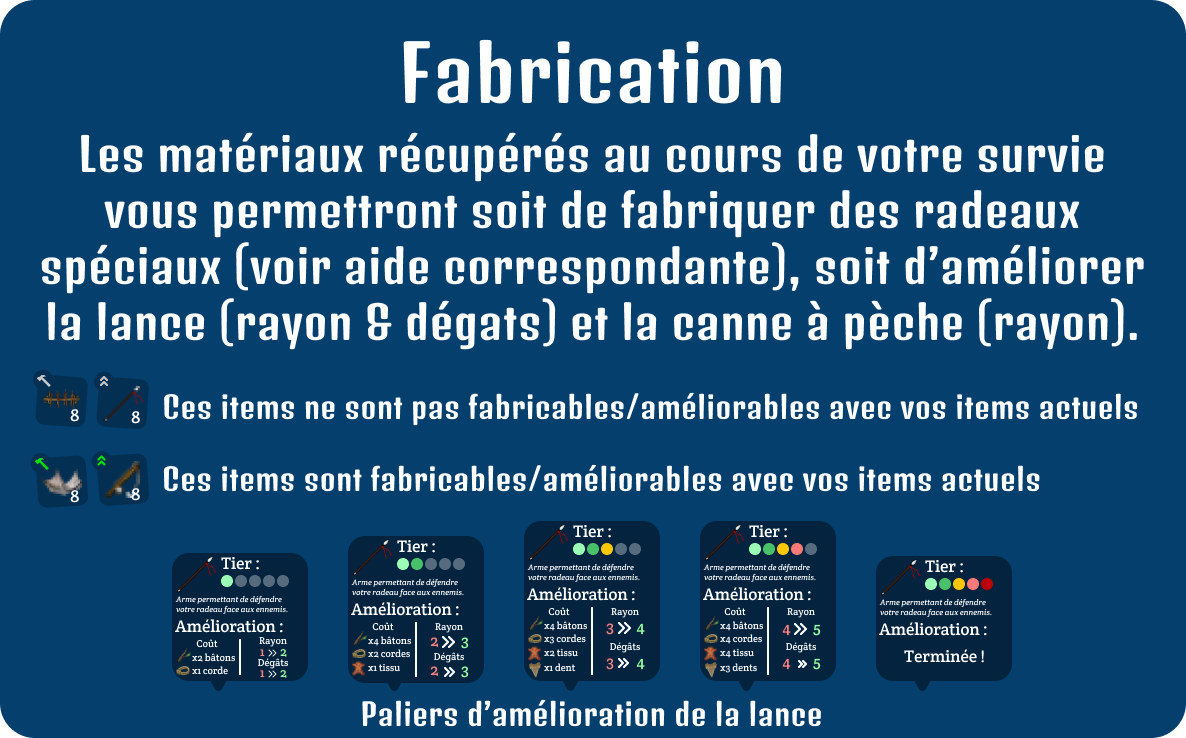 Fabrication
Les matériaux récupérés au cours de votre survie
vous permettront soit de fabriquer des radeaux
spéciaux (voir aide correspondante), soit d'améliorer
la lance (rayon & dégats) et la canne à pèche (rayon).
8 8 Ces items ne sont pas fabricables/améliorables avec vos items actuels
8 8 Ces items sont fabricables/améliorables avec vos items actuels
Tier :
Arme permettant de défendre
votre radeau face aux ennemis.
Amélioration :
Coût
x2 bâtons
x1 corde
Rayon
1 » 2
Dégâts
1 » 2
Tier :
Arme permettant de défendre
votre radeau face aux ennemis.
Amélioration :
Coût
x4 bâtons
x2 cordes
x1 tissu
Rayon
2 » 3
Dégâts
2 » 3
Tier :
Arme permettant de défendre
votre radeau face aux ennemis.
Amélioration :
Coût
x4 bâtons
x3 cordes
x2 tissu
x1 dent
Rayon
3 » 4
Dégâts
3 » 4
Tier :
Arme permettant de défendre
votre radeau face aux ennemis.
Amélioration :
Coût
x4 bâtons
x4 cordes
x4 tissu
x3 dents
Rayon
4 » 5
Dégâts
4 » 5
Tier :
Arme permettant de défendre
votre radeau face aux ennemis.
Amélioration :
Terminée !
Paliers d'amélioration de la lance